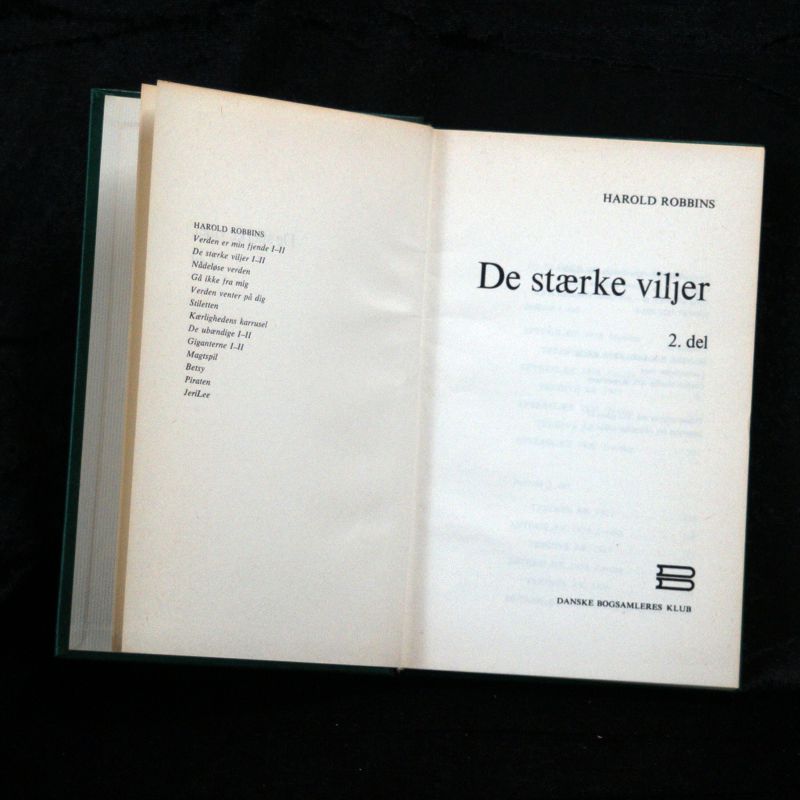 HAROLD ROBBINS
Verden er min fjende I–II
De stærke viljer I–II
Nådeløse verden
Gå ikke fra mig
Verden venter på dig
Stiletten
Kærlighedens karrusel
De ubændige I–II
Giganterne I–II
Magtspil
Betsy
Piraten
JeriLee
HAROLD ROBBINS
De stærke viljer
2. del
DANSKE BOGSAMLERES KLUB